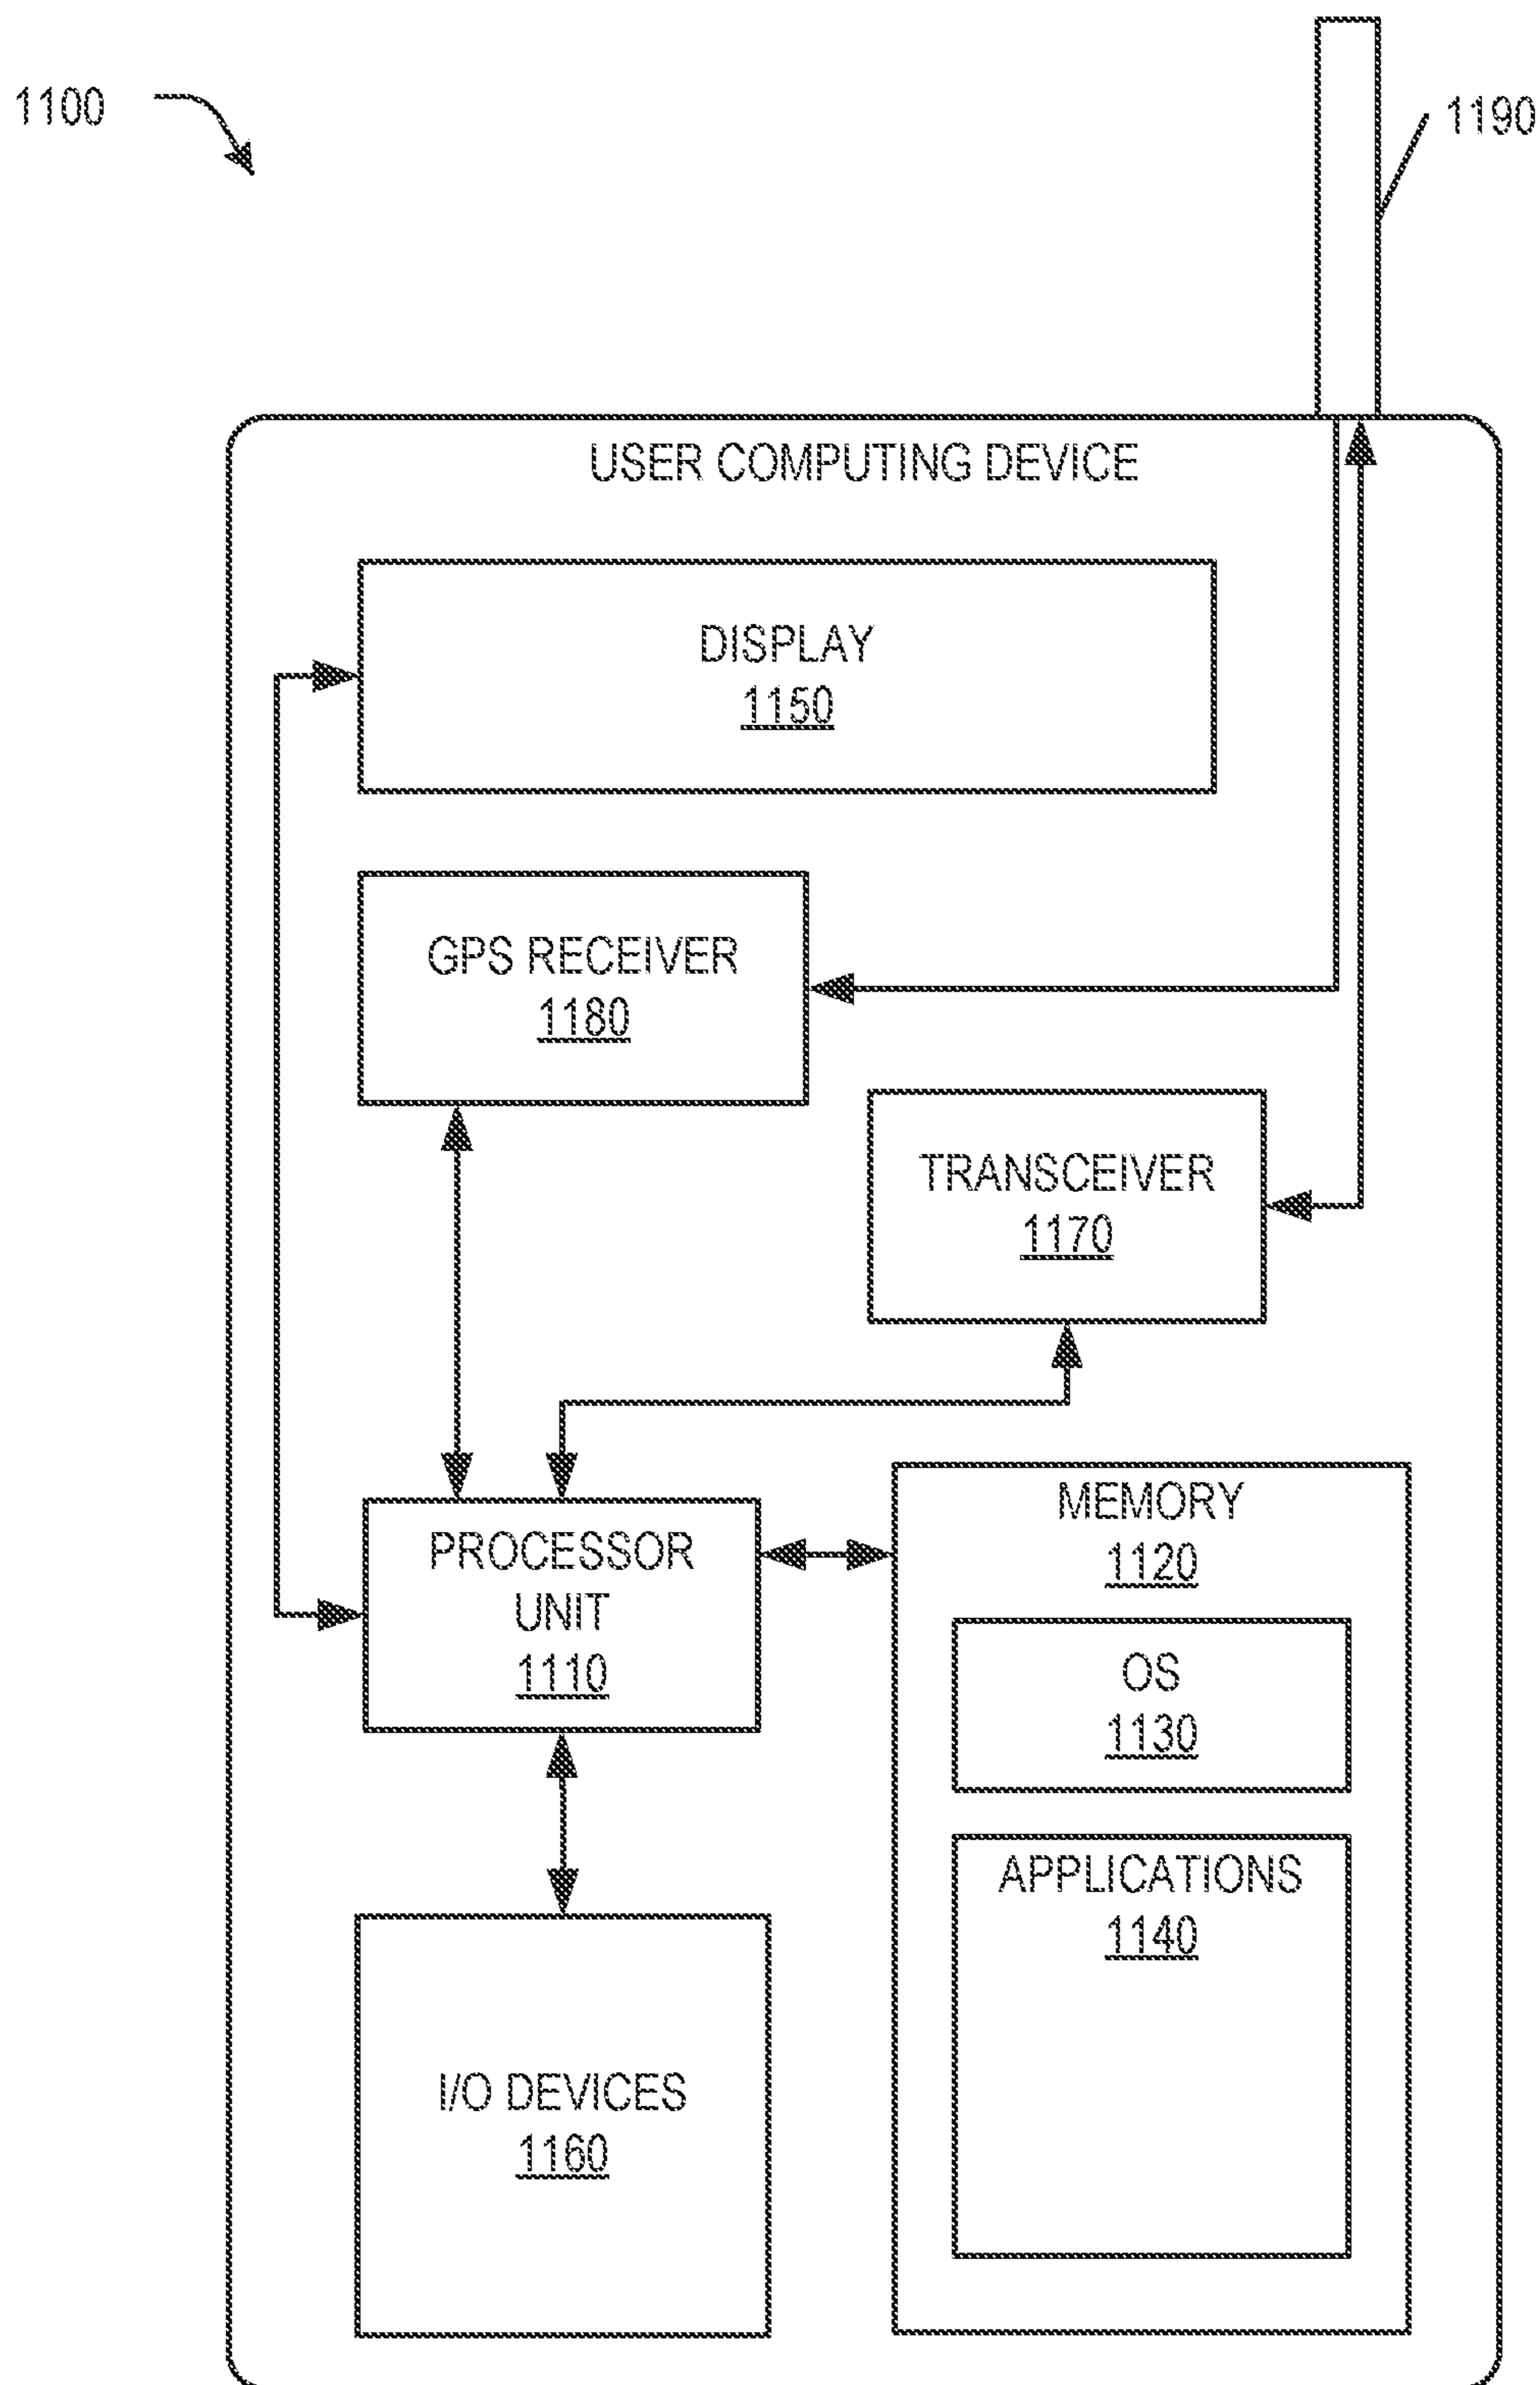 1100
1190
USER COMPUTING DEVICE
DISPLAY
1150
GPS RECEIVER
1180
TRANSCEIVER
1170
PROCESSOR
UNIT
1110
MEMORY
1120
OS
1130
APPLICATIONS
1140
I/O DEVICES
1160